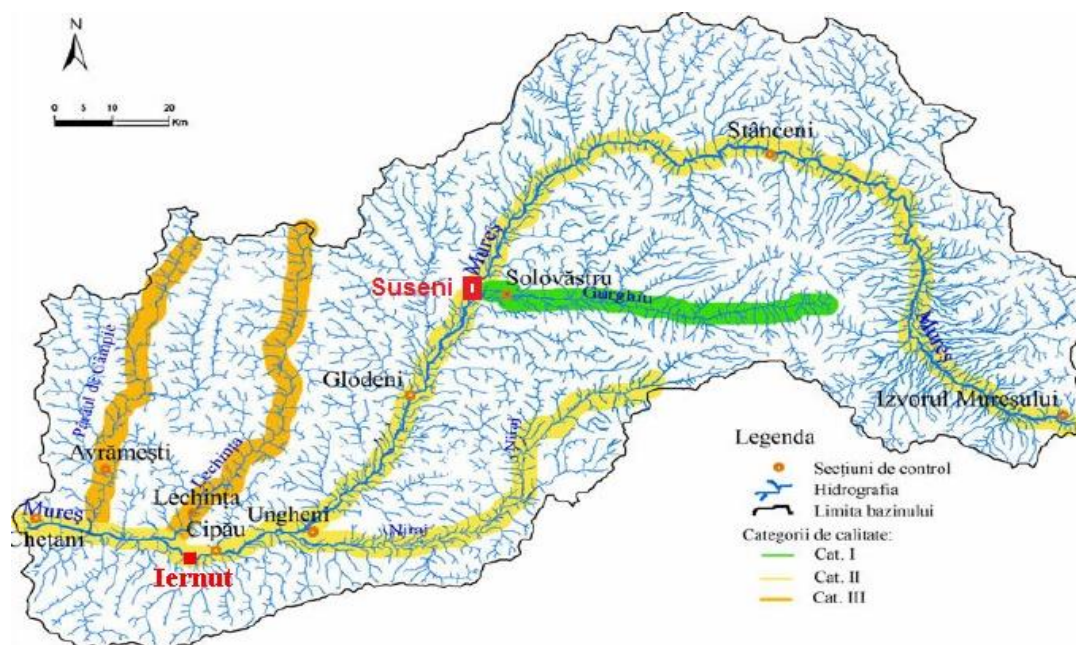 N
0 5 10 20
Km
Stânceni
Mureș
Suseni
Solovăstru
Gurghiu
Glodeni
Mureș
Izvorul Mureșului
Pârâul de Câmpie
Avrămești
Lechința
Niraj
Lechința
Cipău
Ungheni
Niraj
Mureș
Chețani
Iernut
Legenda
Secțiuni de control
Hidrografia
Limita bazinului
Categorii de calitate:
Cat. I
Cat. II
Cat. III